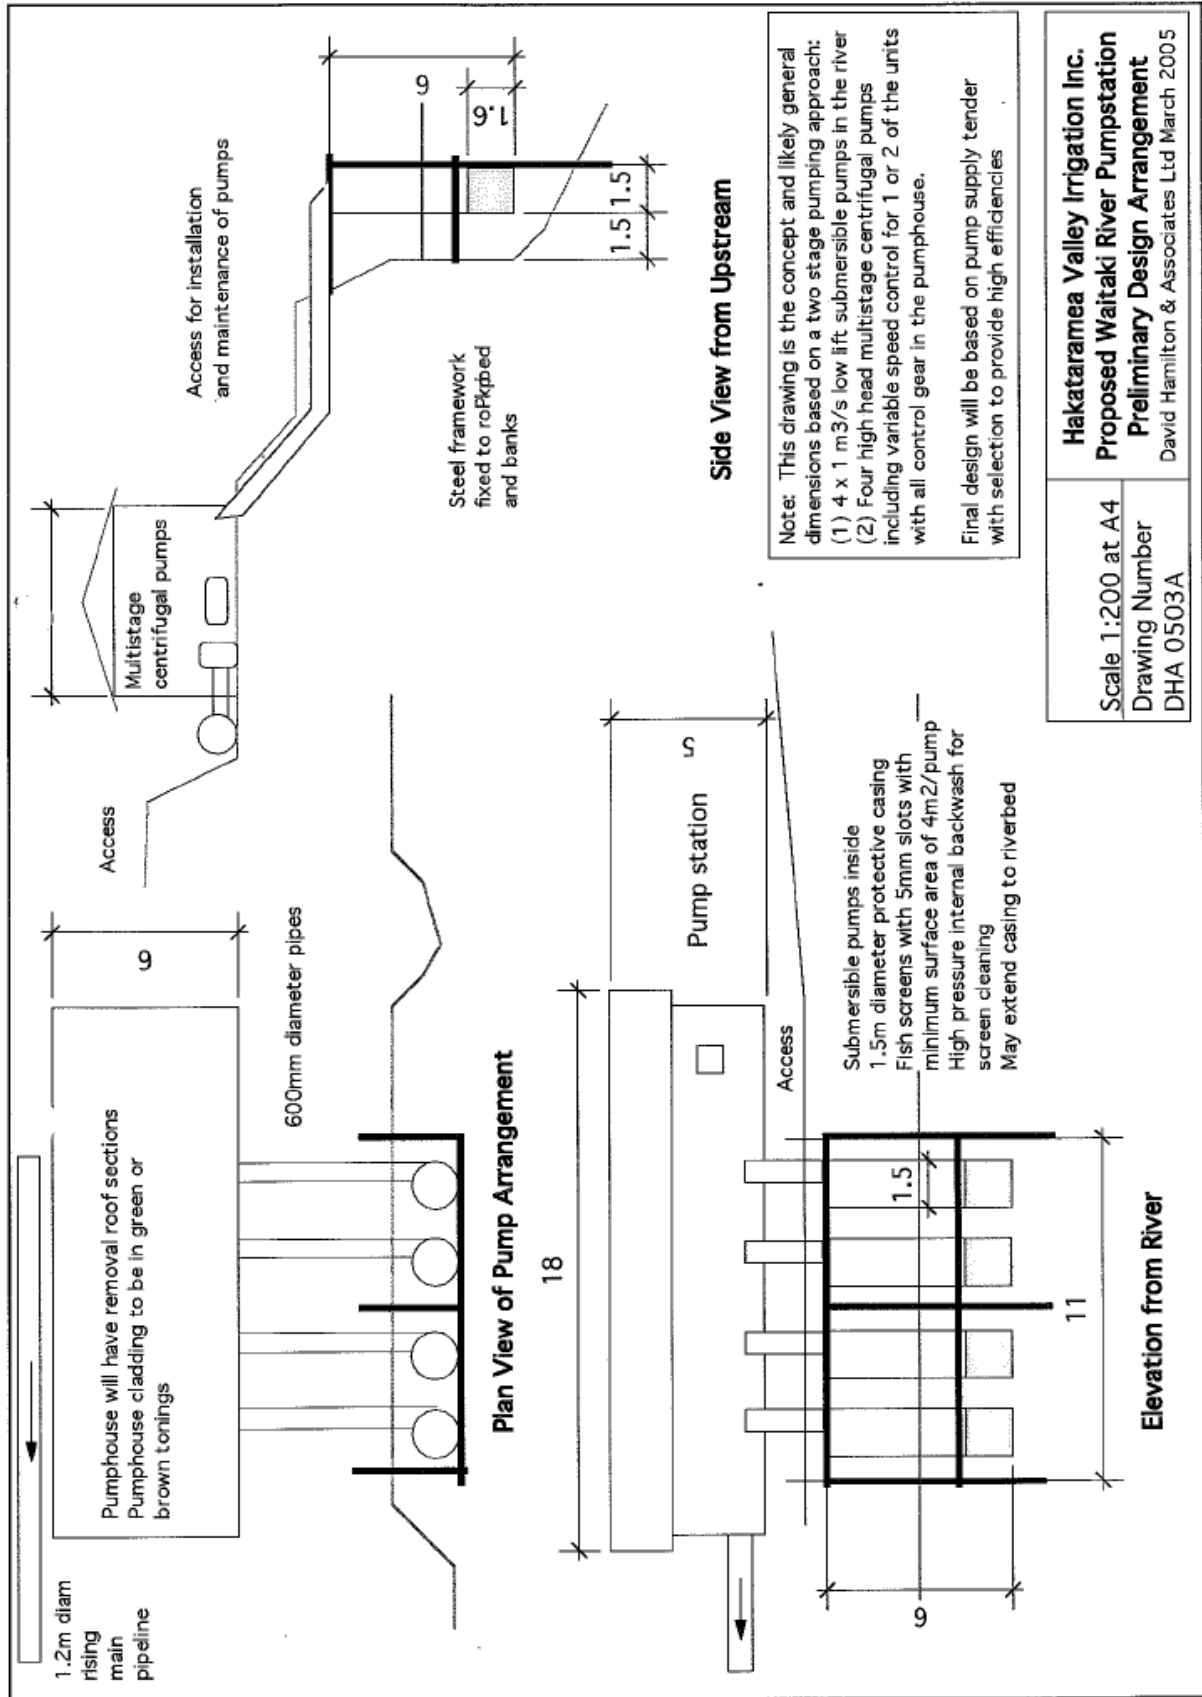 1.2m diam
rising
main
pipeline
Pumphouse will have removal roof sections
Pumphouse cladding to be in green or
brown tonings
6
600mm diameter pipes
Plan View of Pump Arrangement
Access
Multistage
centrifugal pumps
Access for installation
and maintenance of pumps
Steel framework
fixed to
and banks
6
1.6
1.5
1.5
Side View from Upstream
18
5
Pump station
Access
Submersible pumps inside
1.5m diameter protective casing
Fish screens with 5mm slots with
minimum surface area of 4m2/pump
High pressure internal backwash for
screen cleaning
May extend casing to riverbed
1.5
11
6
Elevation from River
Note: This drawing is the concept and likely general
dimensions based on a two stage pumping approach:
(1) 4 x 1 m3/s low lift submersible pumps in the river
(2) Four high head multistage centrifugal pumps
including variable speed control for 1 or 2 of the units
with all control gear in the pumphouse.
Final design will be based on pump supply tender
with selection to provide high efficiencies
Scale 1:200 at A4
Drawing Number
DHA 0503A
Hakataramea Valley Irrigation Inc.
Proposed Waitaki River Pumpstation
Preliminary Design Arrangement
David Hamilton & Associates Ltd March 2005